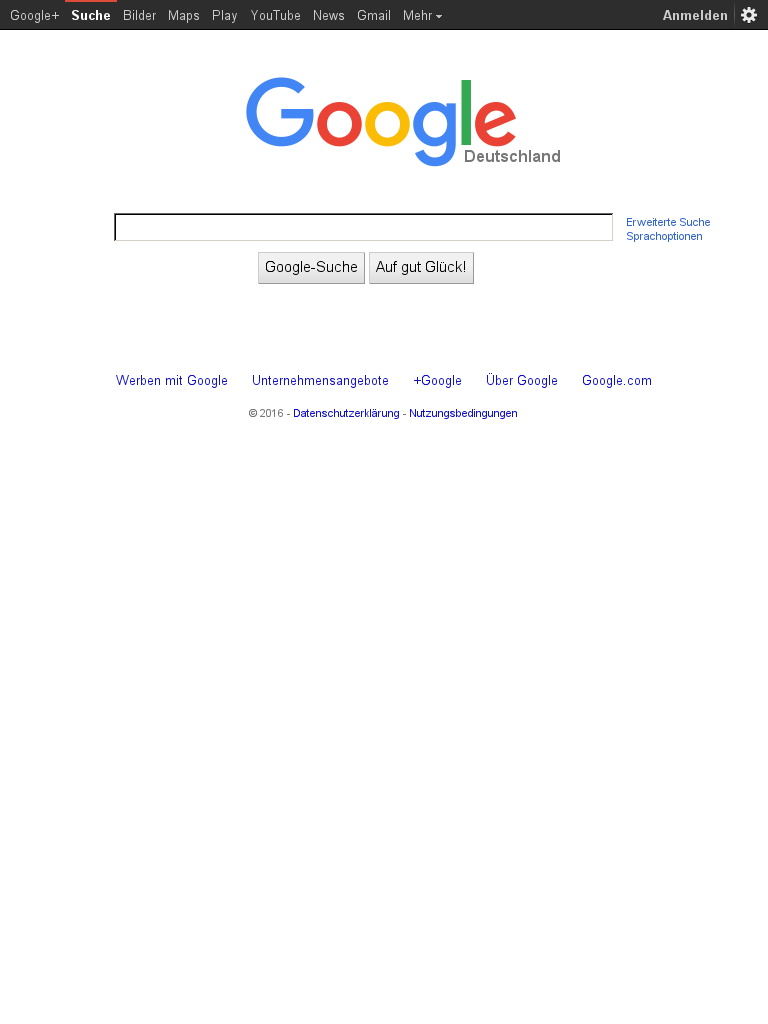 Google+ Suche Bilder Maps Play YouTube News Gmail Mehr Anmelden
Google
Deutschland
Erweiterte Suche
Sprachoptionen
Google-Suche Auf gut Glück!
Werben mit Google Unternehmensangebote +Google Über Google Google.com
© 2016 - Datenschutzerklärung - Nutzungsbedingungen